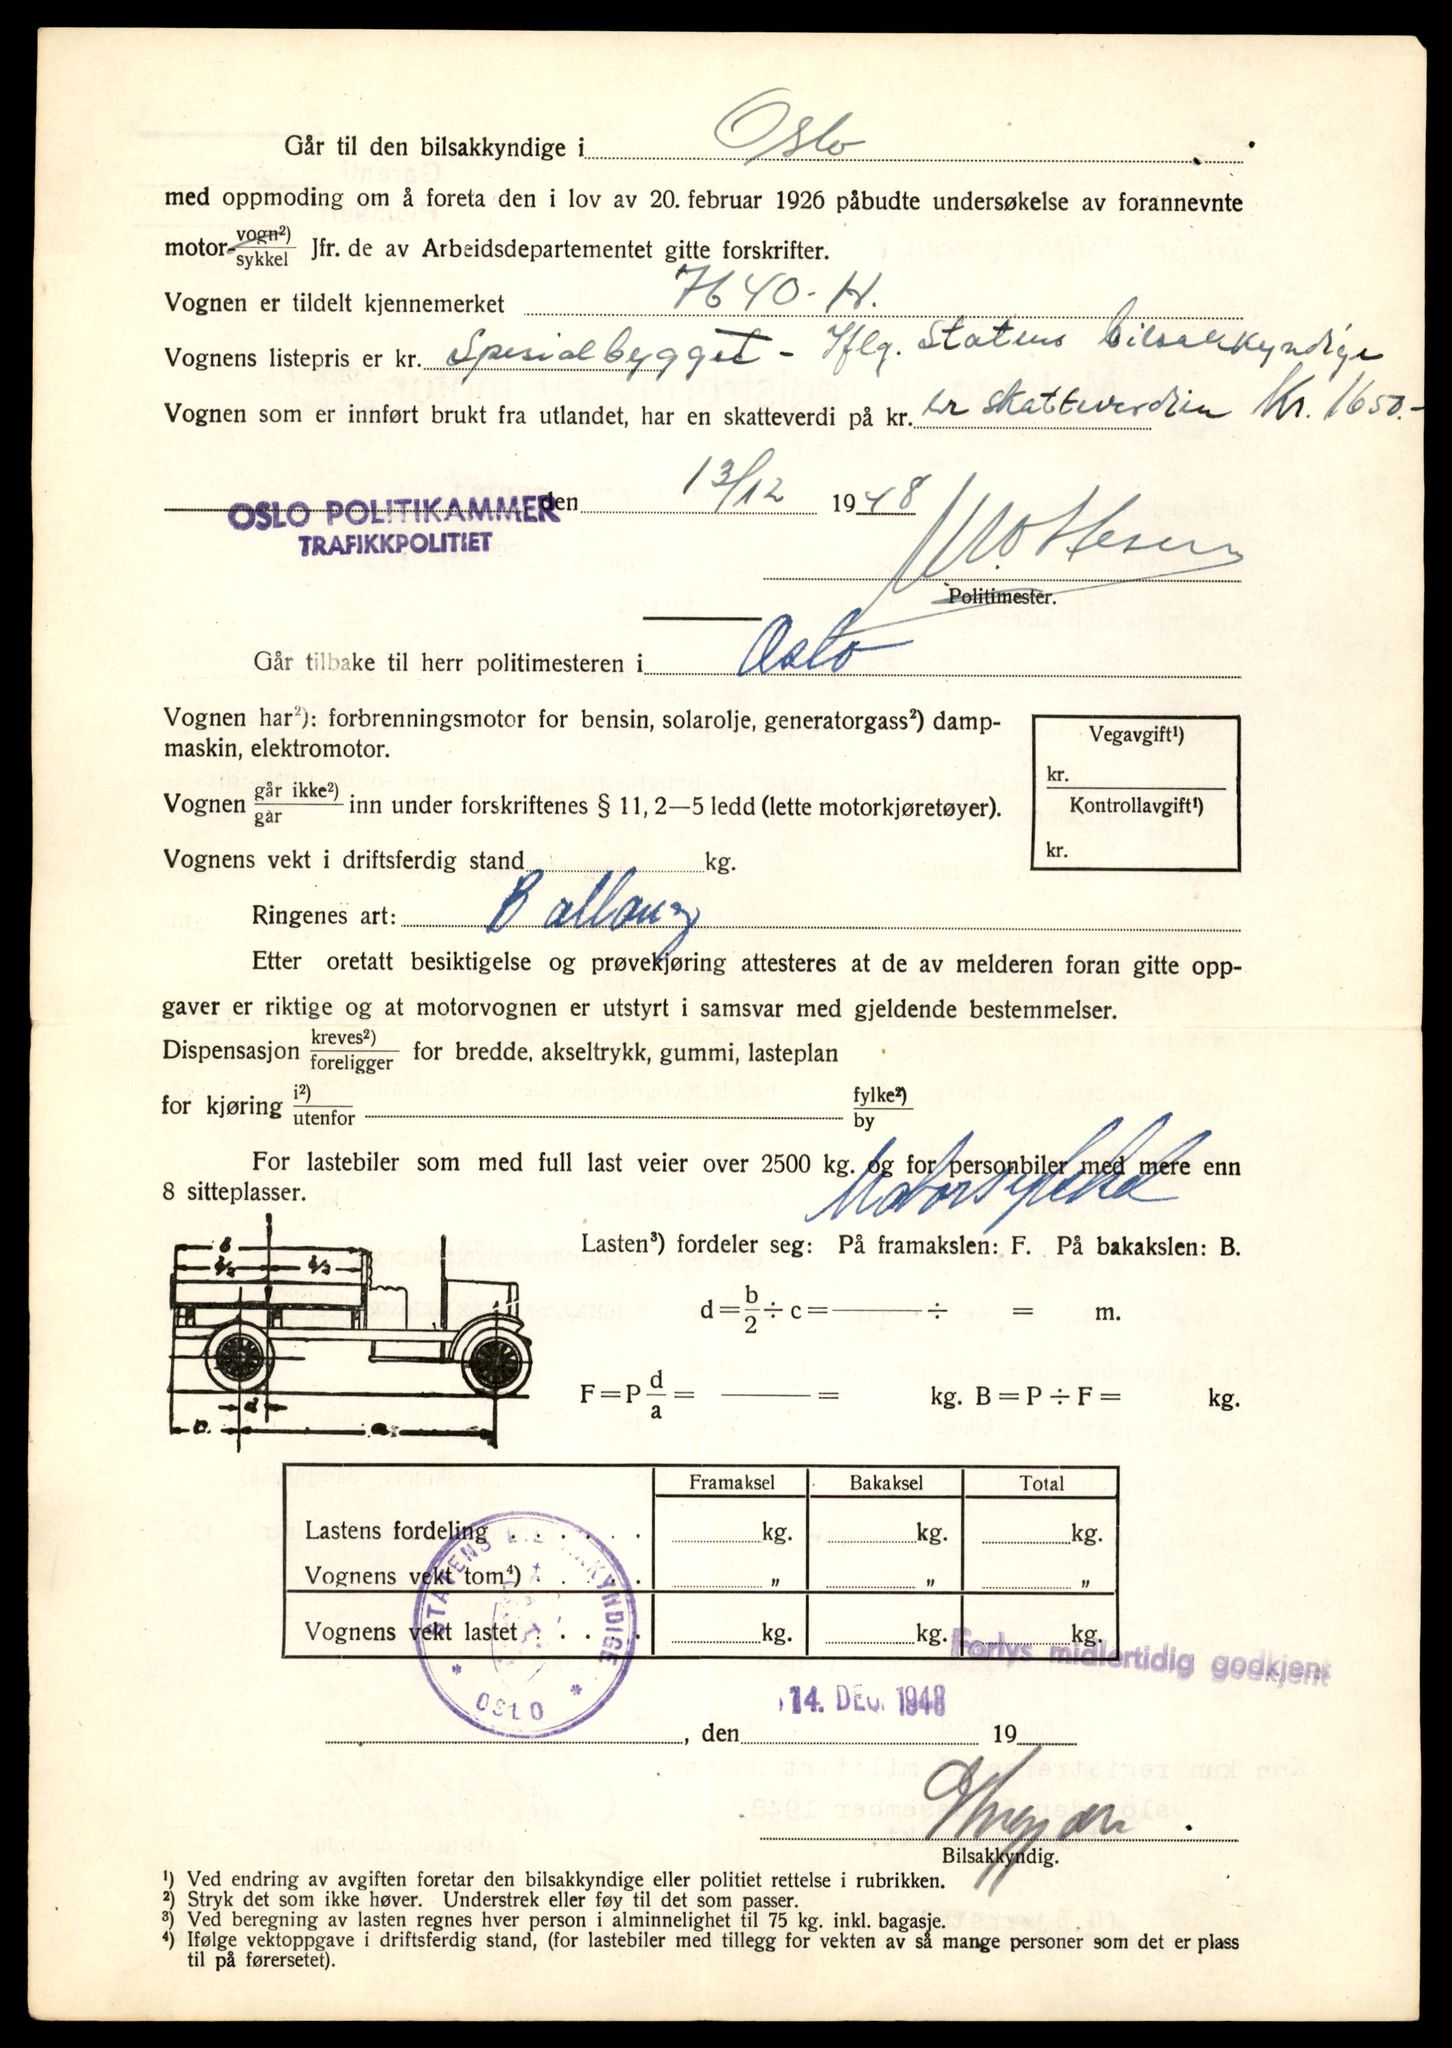 Går til den bilsakkyndige i Oslo
med oppmoding om å foreta den i lov av 20. februar 1926 påbudte undersøkelse av forannevnte
motor-vogn²)/sykkel Jfr. de av Arbeidsdepartementet gitte forskrifter.
Vognen er tildelt kjennemerket 7640-H.
Vognens listepris er kr. Spesialbygget - Iflg. Statens bilsakkyndige
Vognen som er innført brukt fra utlandet, har en skatteverdi på kr. er skatteverdien Kr. 1650.-
OSLO POLITIKAMMER den 13/12 1948
TRAFIKKPOLITIET
Politimester.
Går tilbake til herr politimesteren i Oslo
Vognen har²): forbrenningsmotor for bensin, solarolje, generatorgass²) damp-
maskin, elektromotor.
Vegavgift¹)
kr.
Kontrollavgift¹)
kr.
Vognen går ikke²)/går inn under forskriftenes § 11, 2—5 ledd (lette motorkjøretøyer).
Vognens vekt i driftsferdig stand kg.
Ringenes art: Ballong
Etter oretatt besiktigelse og prøvekjøring attesteres at de av melderen foran gitte opp-
gaver er riktige og at motorvognen er utstyrt i samsvar med gjeldende bestemmelser.
Dispensasjon kreves²)/foreligger for bredde, akseltrykk, gummi, lasteplan
for kjøring i²)/utenfor fylke²)/by
For lastebiler som med full last veier over 2500 kg. og for personbiler med mere enn
8 sitteplasser.
Motorsykkel
Lasten³) fordeler seg: På framakslen: F. På bakakslen: B.
b
b/2 b/2
d = b/2 ÷ c = ÷ = m.
F = P d/a = = kg. B = P ÷ F = kg.
d
c. a.
Framaksel Bakaksel Total
Lastens fordeling . . . . . . kg. kg. kg.
Vognens vekt tom⁴) . . . . „ „ „
Vognens vekt lastet . . . . kg. kg. kg.
STATENS BILSAKKYNDIGE
* OSLO *
Forlys midlertidig godkjent
14. DES. 1948
, den 19
Bilsakkyndig.
¹) Ved endring av avgiften foretar den bilsakkyndige eller politiet rettelse i rubrikken.
²) Stryk det som ikke høver. Understrek eller føy til det som passer.
³) Ved beregning av lasten regnes hver person i alminnelighet til 75 kg. inkl. bagasje.
⁴) Ifølge vektoppgave i driftsferdig stand, (for lastebiler med tillegg for vekten av så mange personer som det er plass
til på førersetet).